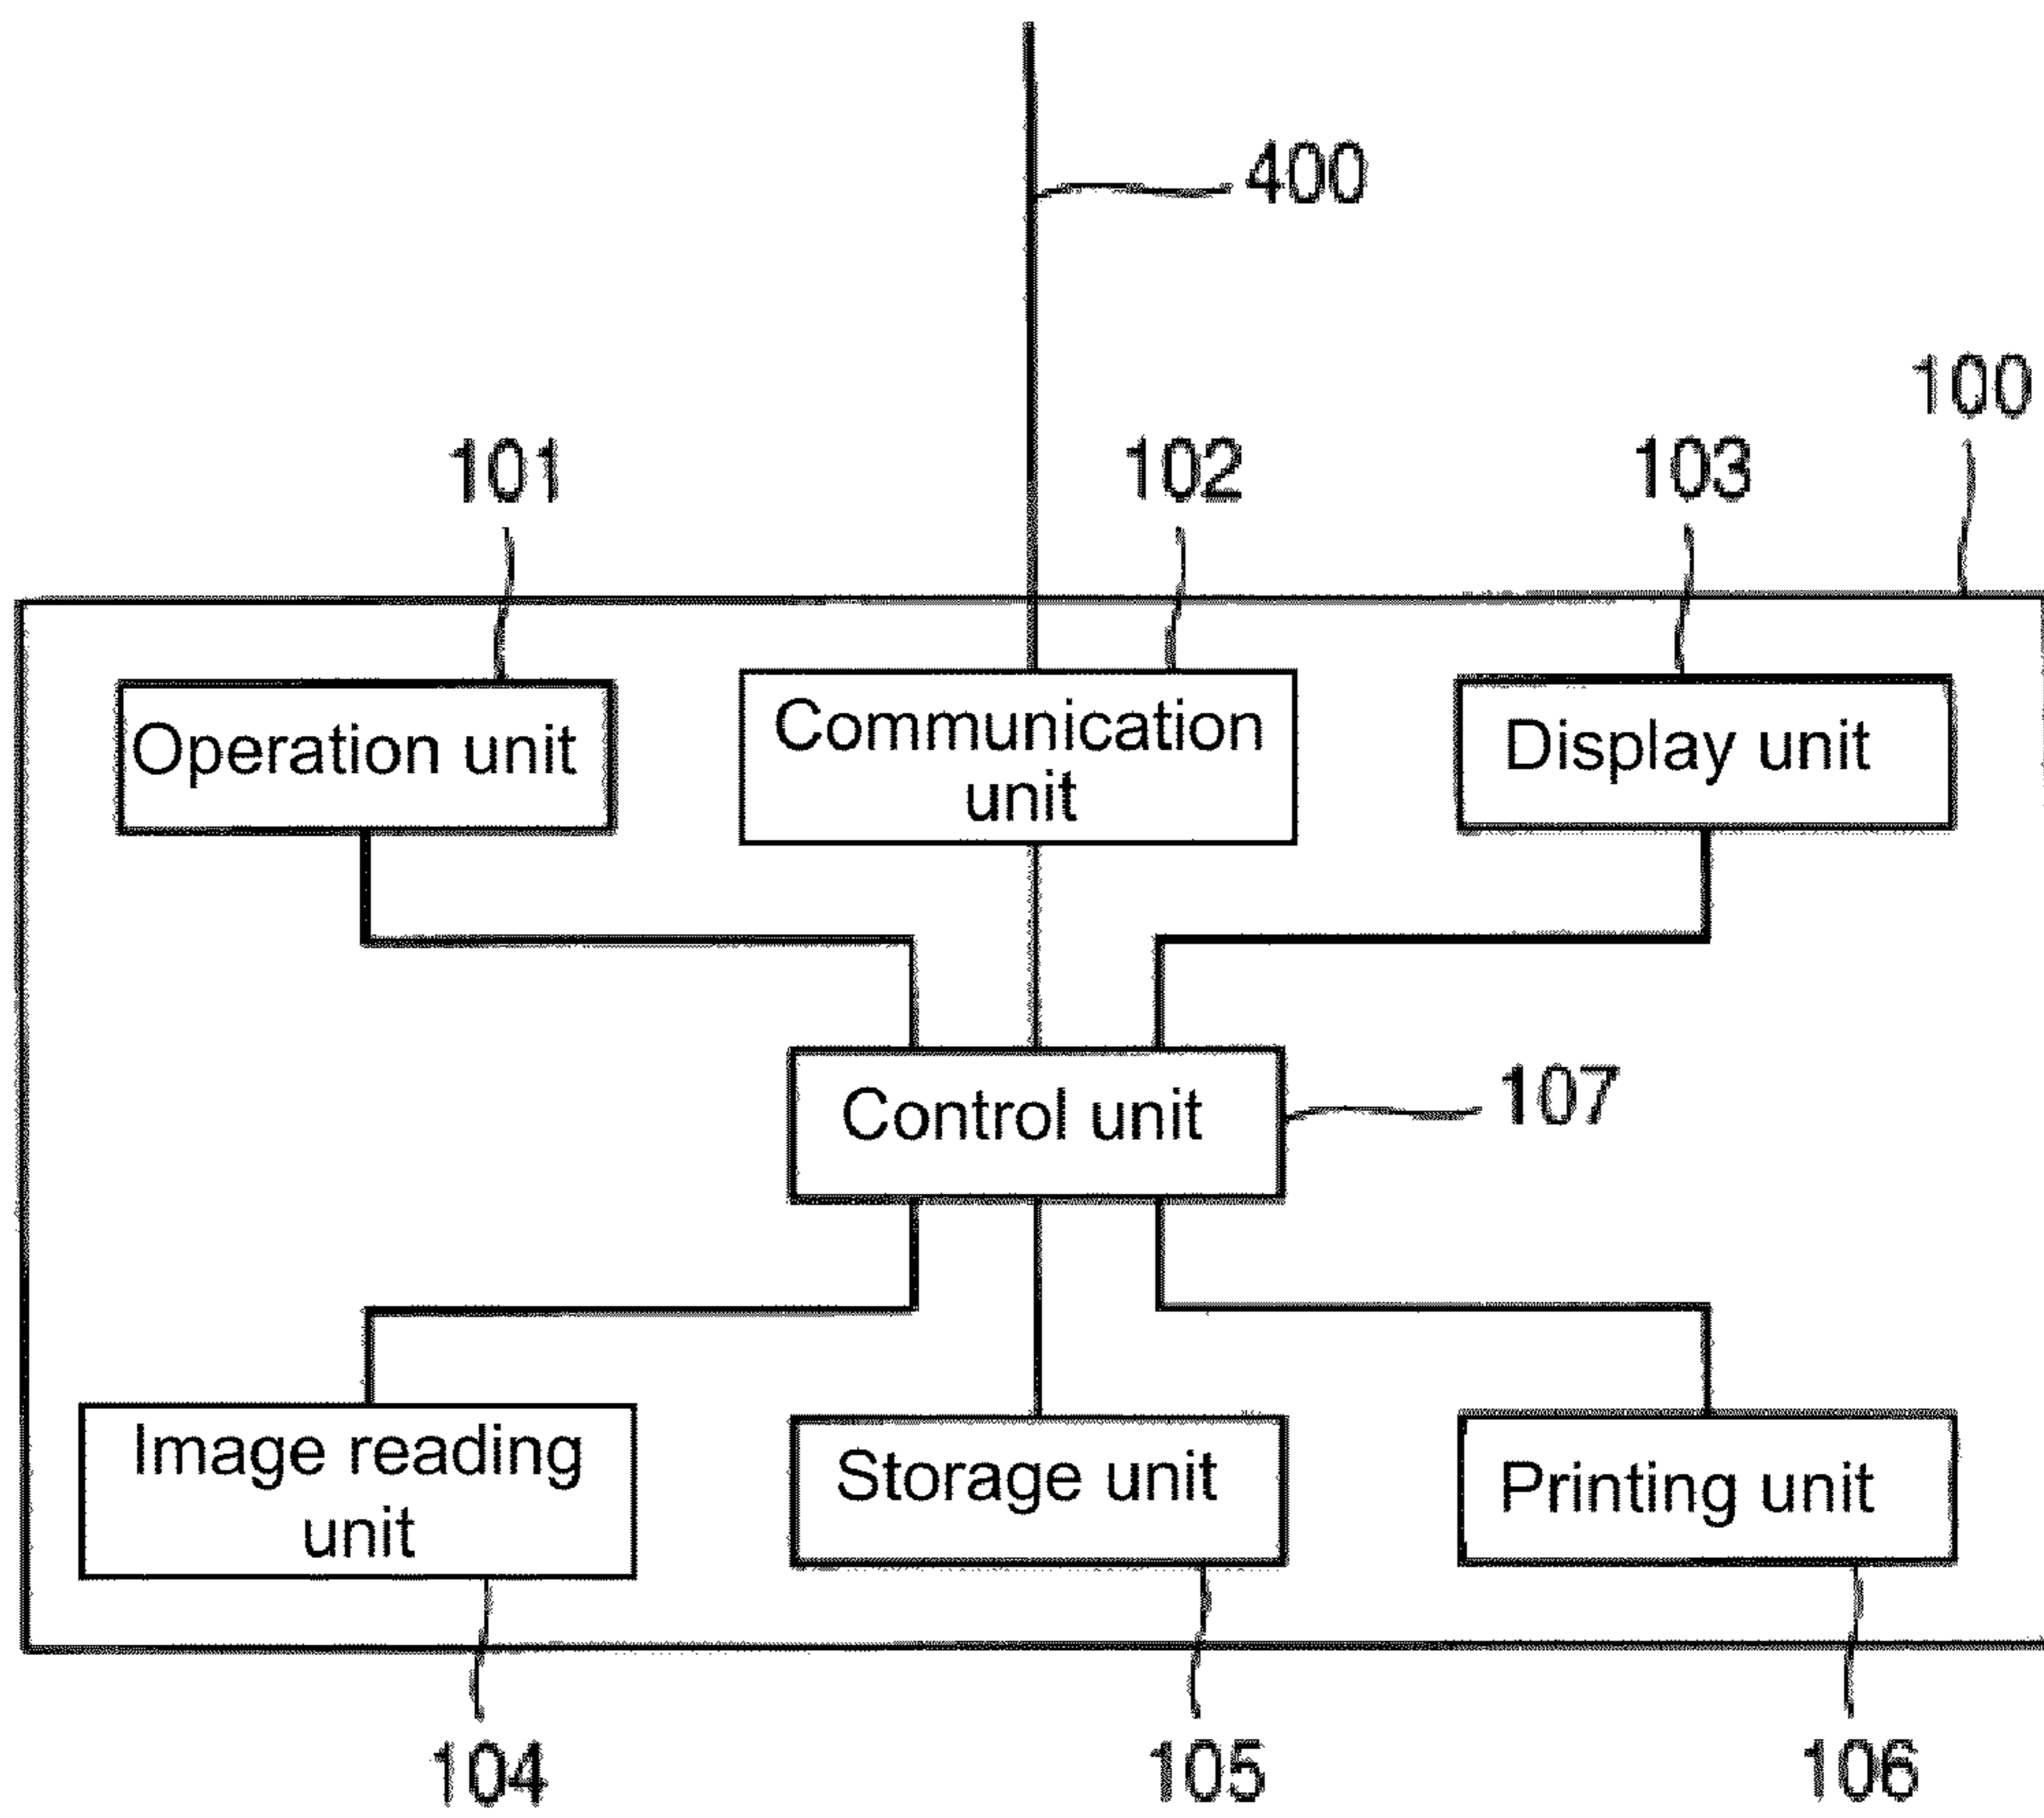 400
100
101
102
103
Operation unit
Communication
unit
Display unit
Control unit
107
Image reading
unit
Storage unit
Printing unit
104
105
106